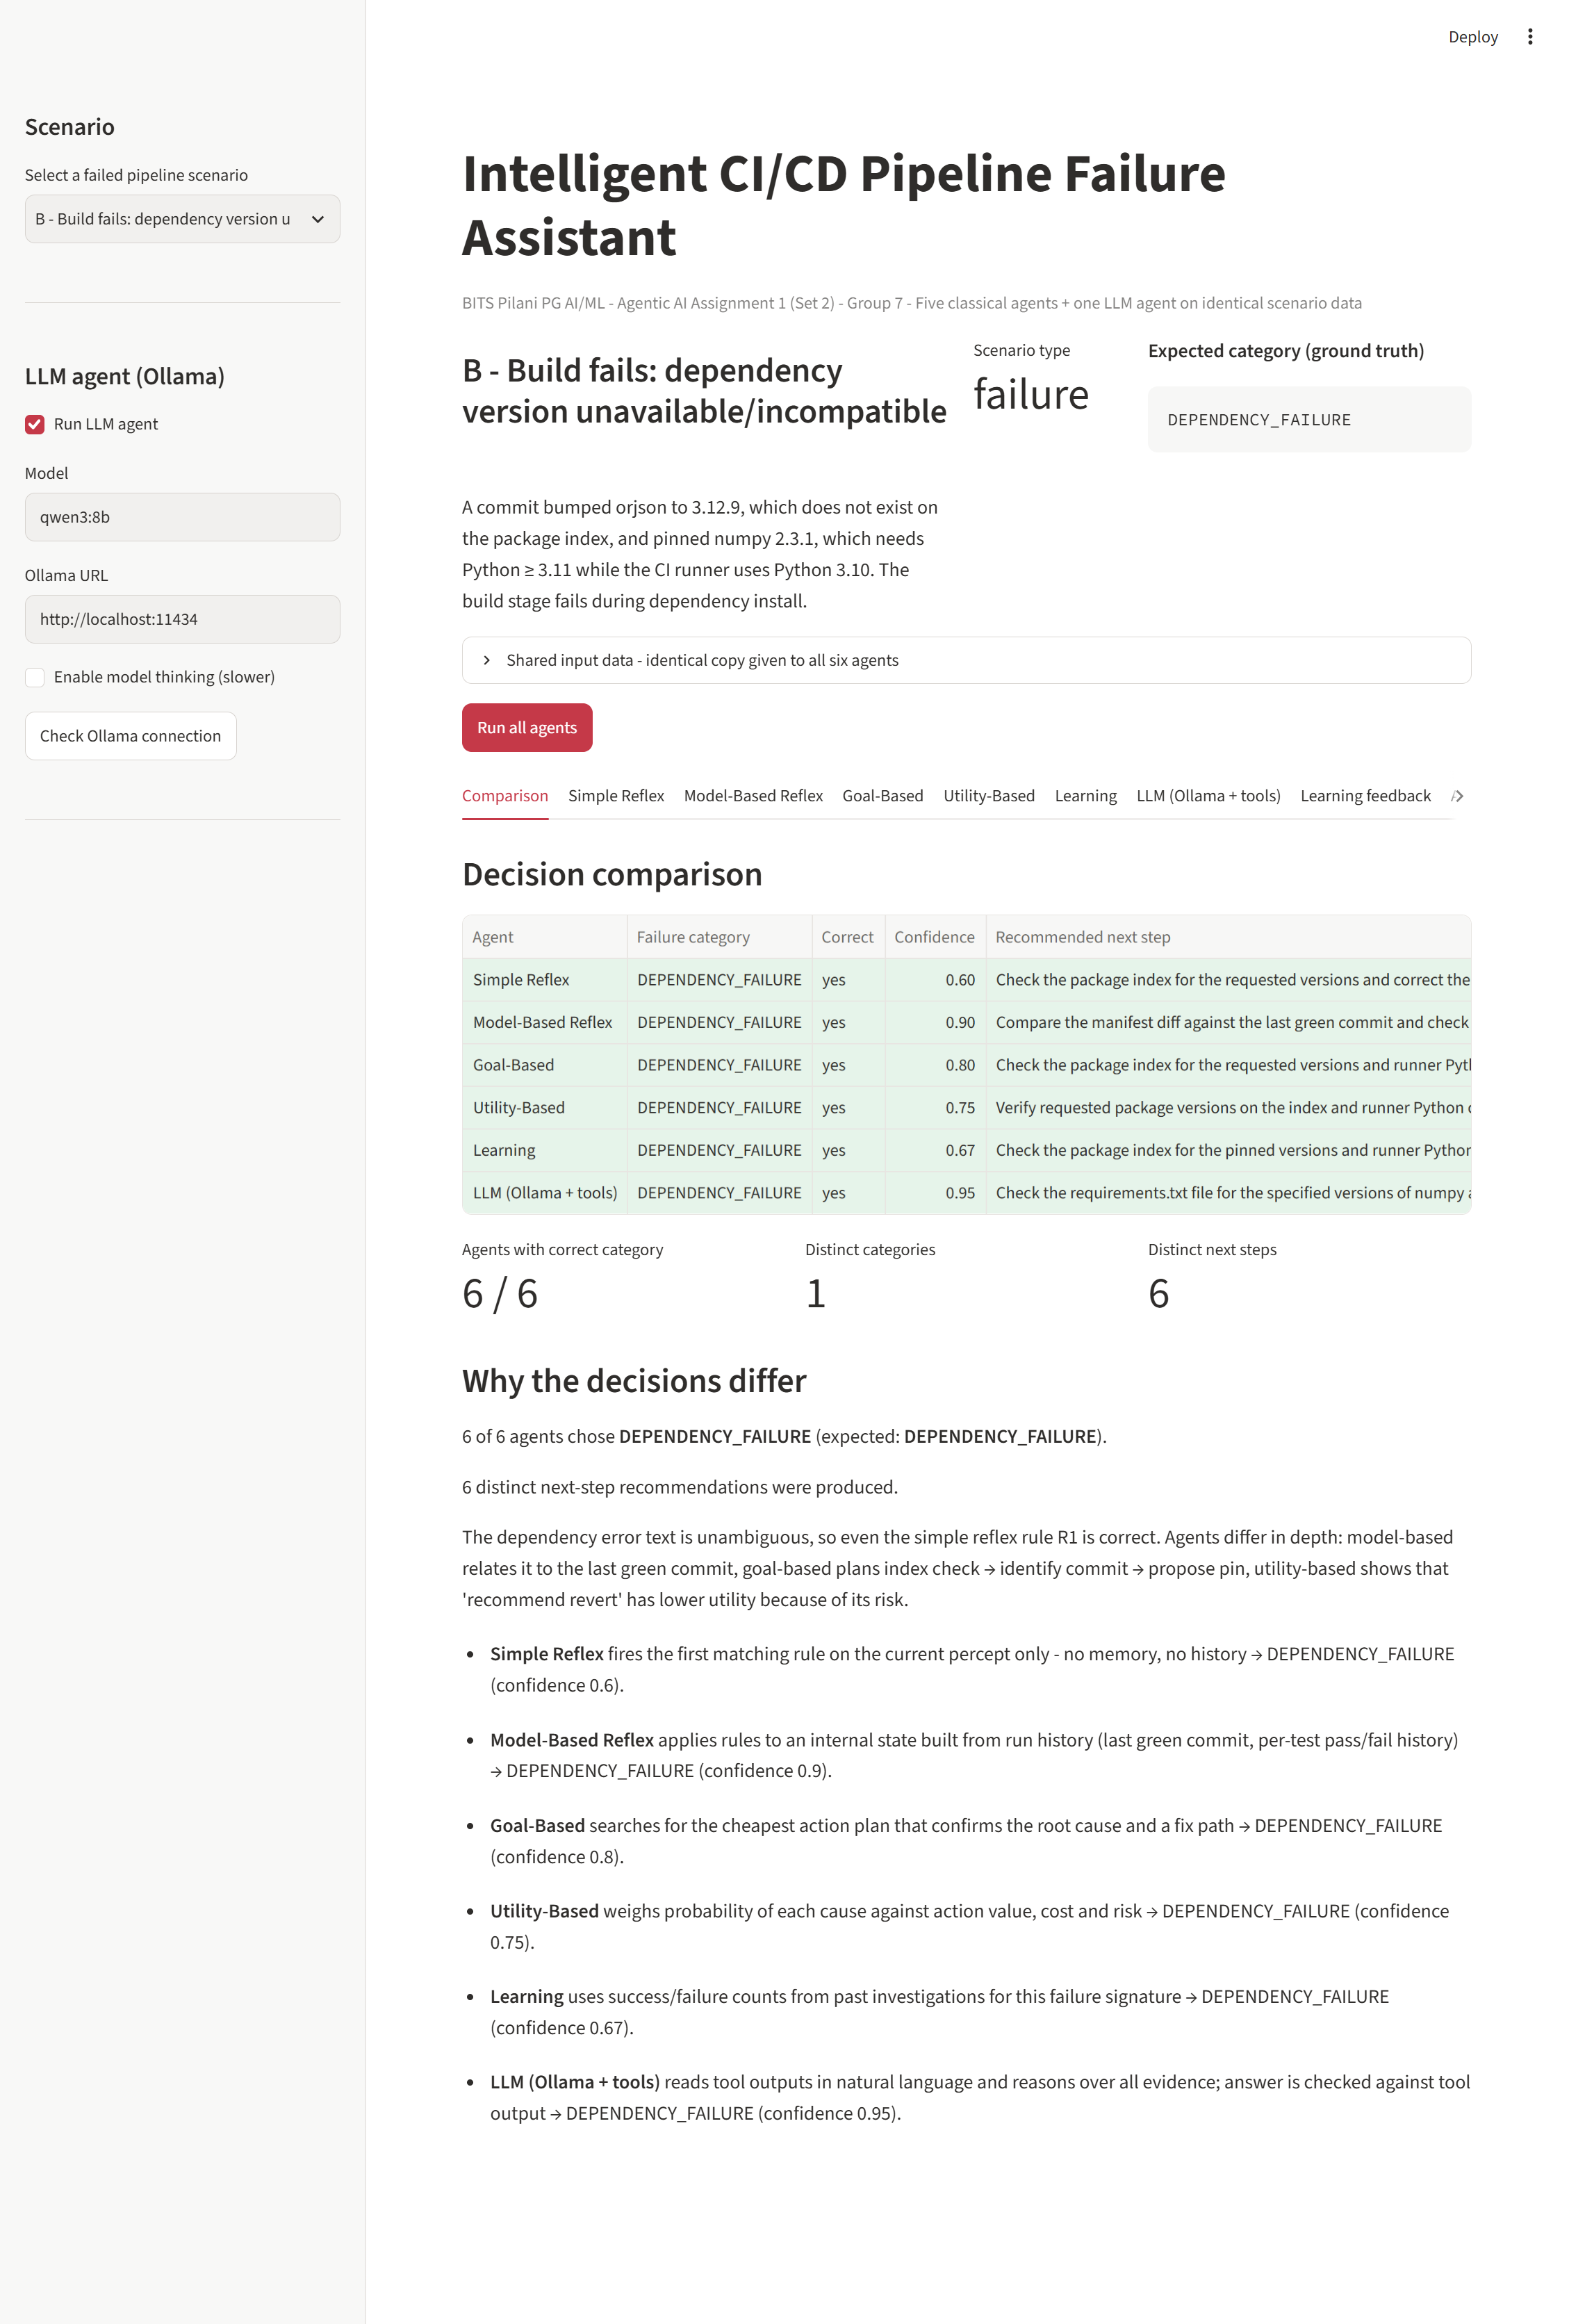 Deploy
Scenario
Select a failed pipeline scenario
B - Build fails: dependency version u
LLM agent (Ollama)
Run LLM agent
Model
qwen3:8b
Ollama URL
http://localhost:11434
Enable model thinking (slower)
Check Ollama connection
Intelligent CI/CD Pipeline Failure
Assistant
BITS Pilani PG AI/ML - Agentic AI Assignment 1 (Set 2) - Group 7 - Five classical agents + one LLM agent on identical scenario data
B - Build fails: dependency
version unavailable/incompatible
Scenario type
failure
Expected category (ground truth)
DEPENDENCY_FAILURE
A commit bumped orjson to 3.12.9, which does not exist on
the package index, and pinned numpy 2.3.1, which needs
Python ≥ 3.11 while the CI runner uses Python 3.10. The
build stage fails during dependency install.
Shared input data - identical copy given to all six agents
Run all agents
Comparison Simple Reflex Model-Based Reflex Goal-Based Utility-Based Learning LLM (Ollama + tools) Learning feedback
Decision comparison
Agent Failure category Correct Confidence Recommended next step
Simple Reflex DEPENDENCY_FAILURE yes 0.60 Check the package index for the requested versions and correct the
Model-Based Reflex DEPENDENCY_FAILURE yes 0.90 Compare the manifest diff against the last green commit and check
Goal-Based DEPENDENCY_FAILURE yes 0.80 Check the package index for the requested versions and runner Pyt
Utility-Based DEPENDENCY_FAILURE yes 0.75 Verify requested package versions on the index and runner Python
Learning DEPENDENCY_FAILURE yes 0.67 Check the package index for the pinned versions and runner Python
LLM (Ollama + tools) DEPENDENCY_FAILURE yes 0.95 Check the requirements.txt file for the specified versions of numpy
Agents with correct category
6 / 6
Distinct categories
1
Distinct next steps
6
Why the decisions differ
6 of 6 agents chose DEPENDENCY_FAILURE (expected: DEPENDENCY_FAILURE).
6 distinct next-step recommendations were produced.
The dependency error text is unambiguous, so even the simple reflex rule R1 is correct. Agents differ in depth: model-based
relates it to the last green commit, goal-based plans index check → identify commit → propose pin, utility-based shows that
'recommend revert' has lower utility because of its risk.
• Simple Reflex fires the first matching rule on the current percept only - no memory, no history → DEPENDENCY_FAILURE
(confidence 0.6).
• Model-Based Reflex applies rules to an internal state built from run history (last green commit, per-test pass/fail history)
→ DEPENDENCY_FAILURE (confidence 0.9).
• Goal-Based searches for the cheapest action plan that confirms the root cause and a fix path → DEPENDENCY_FAILURE
(confidence 0.8).
• Utility-Based weighs probability of each cause against action value, cost and risk → DEPENDENCY_FAILURE (confidence
0.75).
• Learning uses success/failure counts from past investigations for this failure signature → DEPENDENCY_FAILURE
(confidence 0.67).
• LLM (Ollama + tools) reads tool outputs in natural language and reasons over all evidence; answer is checked against tool
output → DEPENDENCY_FAILURE (confidence 0.95).